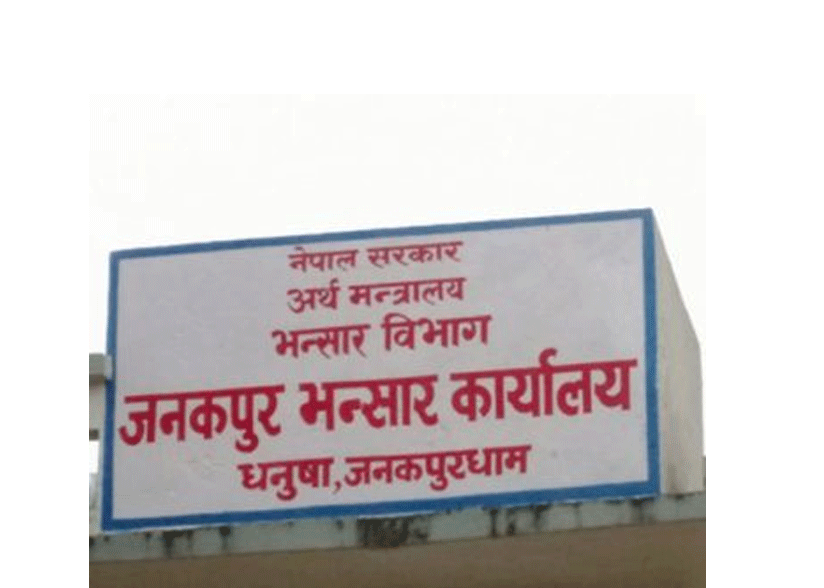 नेपाल सरकार
अर्थ मन्त्रालय
भन्सार विभाग
जनकपुर भन्सार कार्यालय
धनुषा,जनकपुरधाम